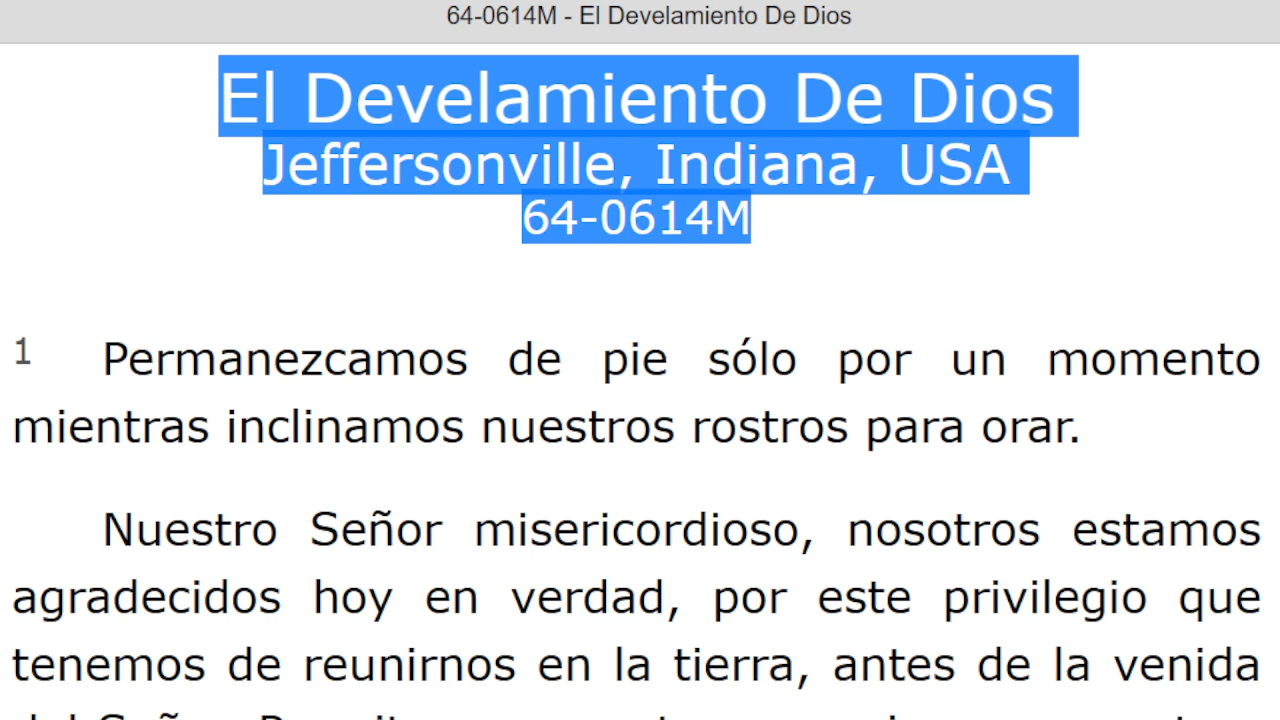 64-0614M - El Develamiento De Dios
El Develamiento De Dios
Jeffersonville, Indiana, USA
64-0614M
1 Permanezcamos de pie sólo por un momento
mientras inclinamos nuestros rostros para orar.
Nuestro Señor misericordioso, nosotros estamos
agradecidos hoy en verdad, por este privilegio que
tenemos de reunirnos en la tierra, antes de la venida